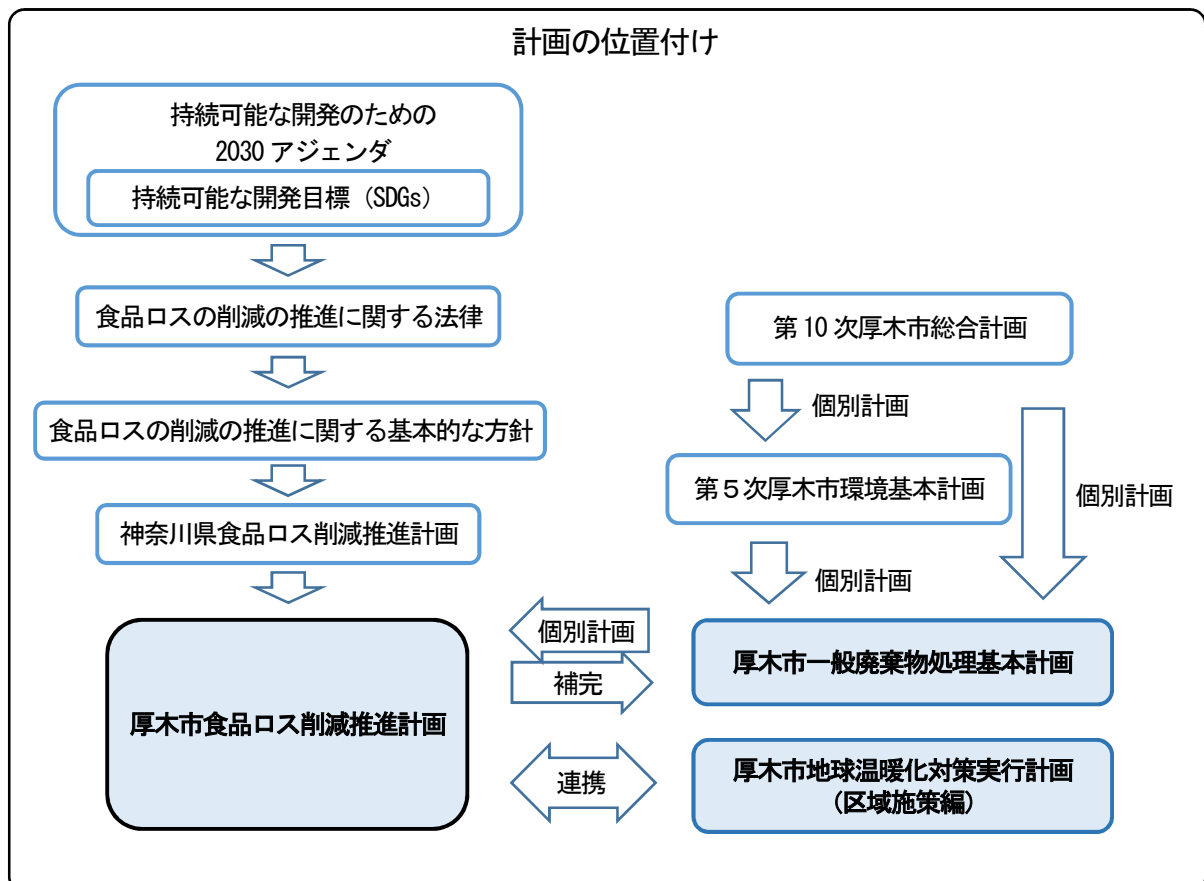 計画の位置付け
持続可能な開発のための
2030 アジェンダ
持続可能な開発目標（SDGs）
食品ロスの削減の推進に関する法律
食品ロスの削減の推進に関する基本的な方針
神奈川県食品ロス削減推進計画
厚木市食品ロス削減推進計画
第 10 次厚木市総合計画
個別計画
第５次厚木市環境基本計画
個別計画
個別計画
個別計画
補完
厚木市一般廃棄物処理基本計画
連携
厚木市地球温暖化対策実行計画
（区域施策編）